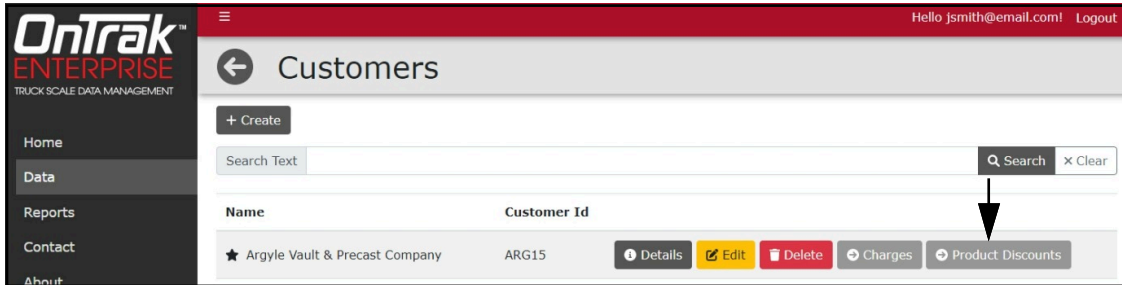 OnTrak™
ENTERPRISE
TRUCK SCALE DATA MANAGEMENT
Home
Data
Reports
Contact
About
Hello jsmith@email.com! Logout
Customers
+ Create
Search Text Search × Clear
Name Customer Id
Argyle Vault & Precast Company ARG15 Details Edit Delete Charges Product Discounts